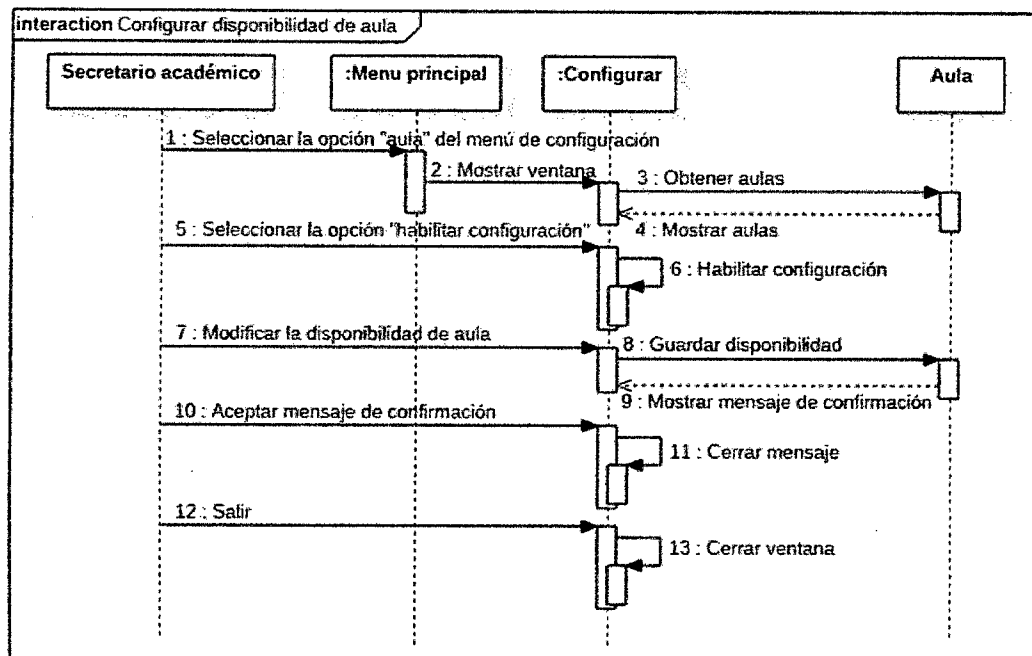 interaction Configurar disponibilidad de aula
Secretario académico
:Menu principal
:Configurar
Aula
1 : Seleccionar la opción "aula" del menú de configuración
2 : Mostrar ventana
3 : Obtener aulas
4 : Mostrar aulas
5 : Seleccionar la opción "habilitar configuración"
6 : Habilitar configuración
7 : Modificar la disponibilidad de aula
8 : Guardar disponibilidad
9 : Mostrar mensaje de confirmación
10 : Aceptar mensaje de confirmación
11 : Cerrar mensaje
12 : Salir
13 : Cerrar ventana